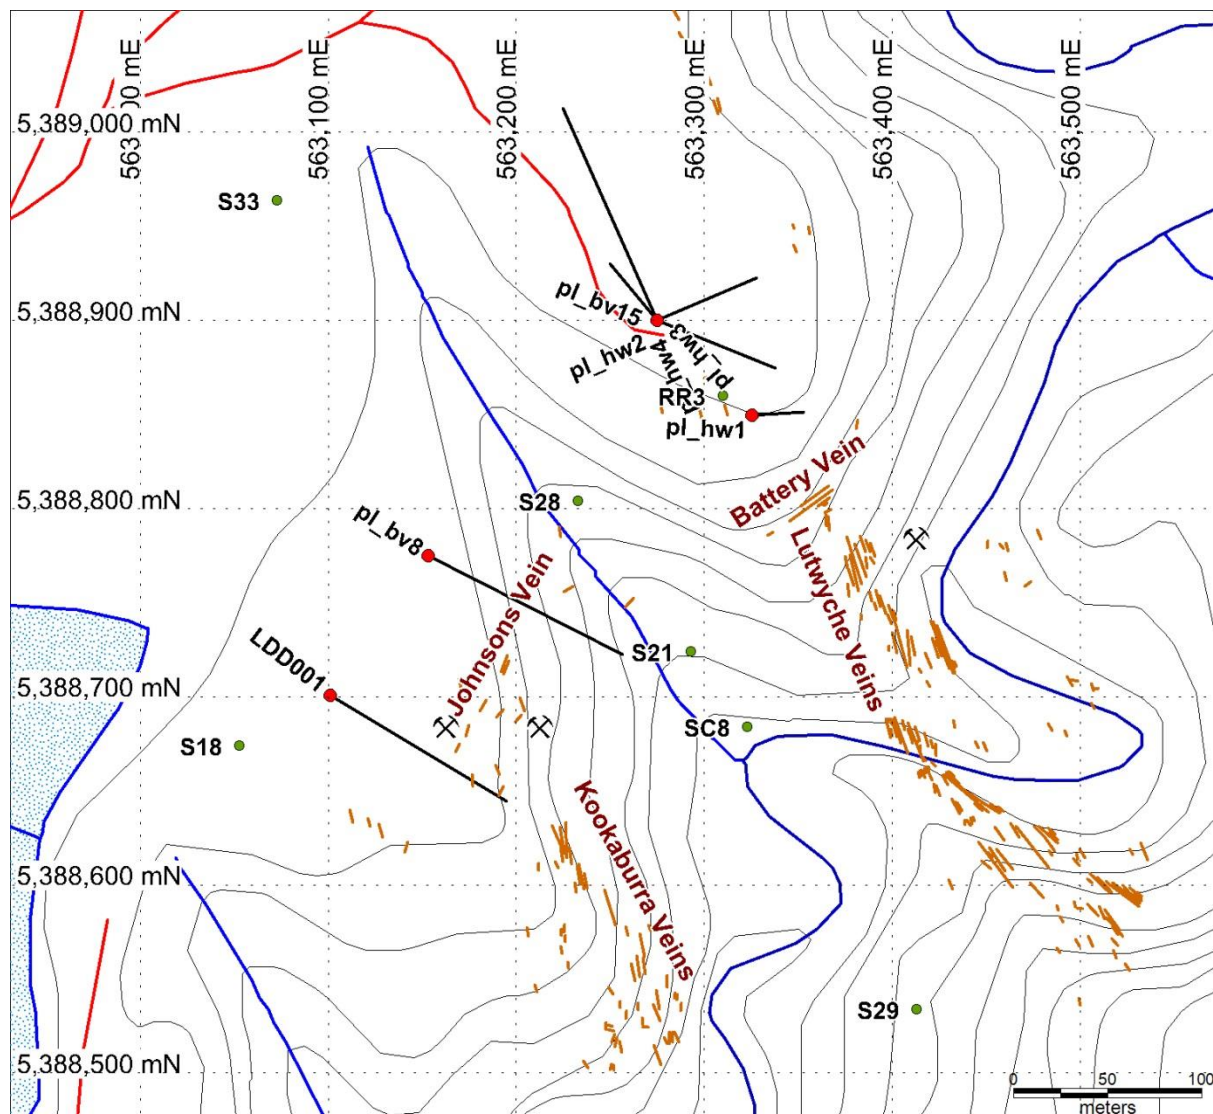 563,000 mE
563,100 mE
563,200 mE
563,300 mE
563,400 mE
563,500 mE
5,389,000 mN
S33
5,388,900 mN
pl_bv15
pl_hw2
pl_hw3
pl_hw4
RR3
pl_hw1
5,388,800 mN
S28
Battery Vein
pl_bv8
Johnsons Vein
Lutwyche Veins
LDD001
S21
5,388,700 mN
S18
SC8
Kookaburra Veins
5,388,600 mN
S29
5,388,500 mN
0 50 100
meters